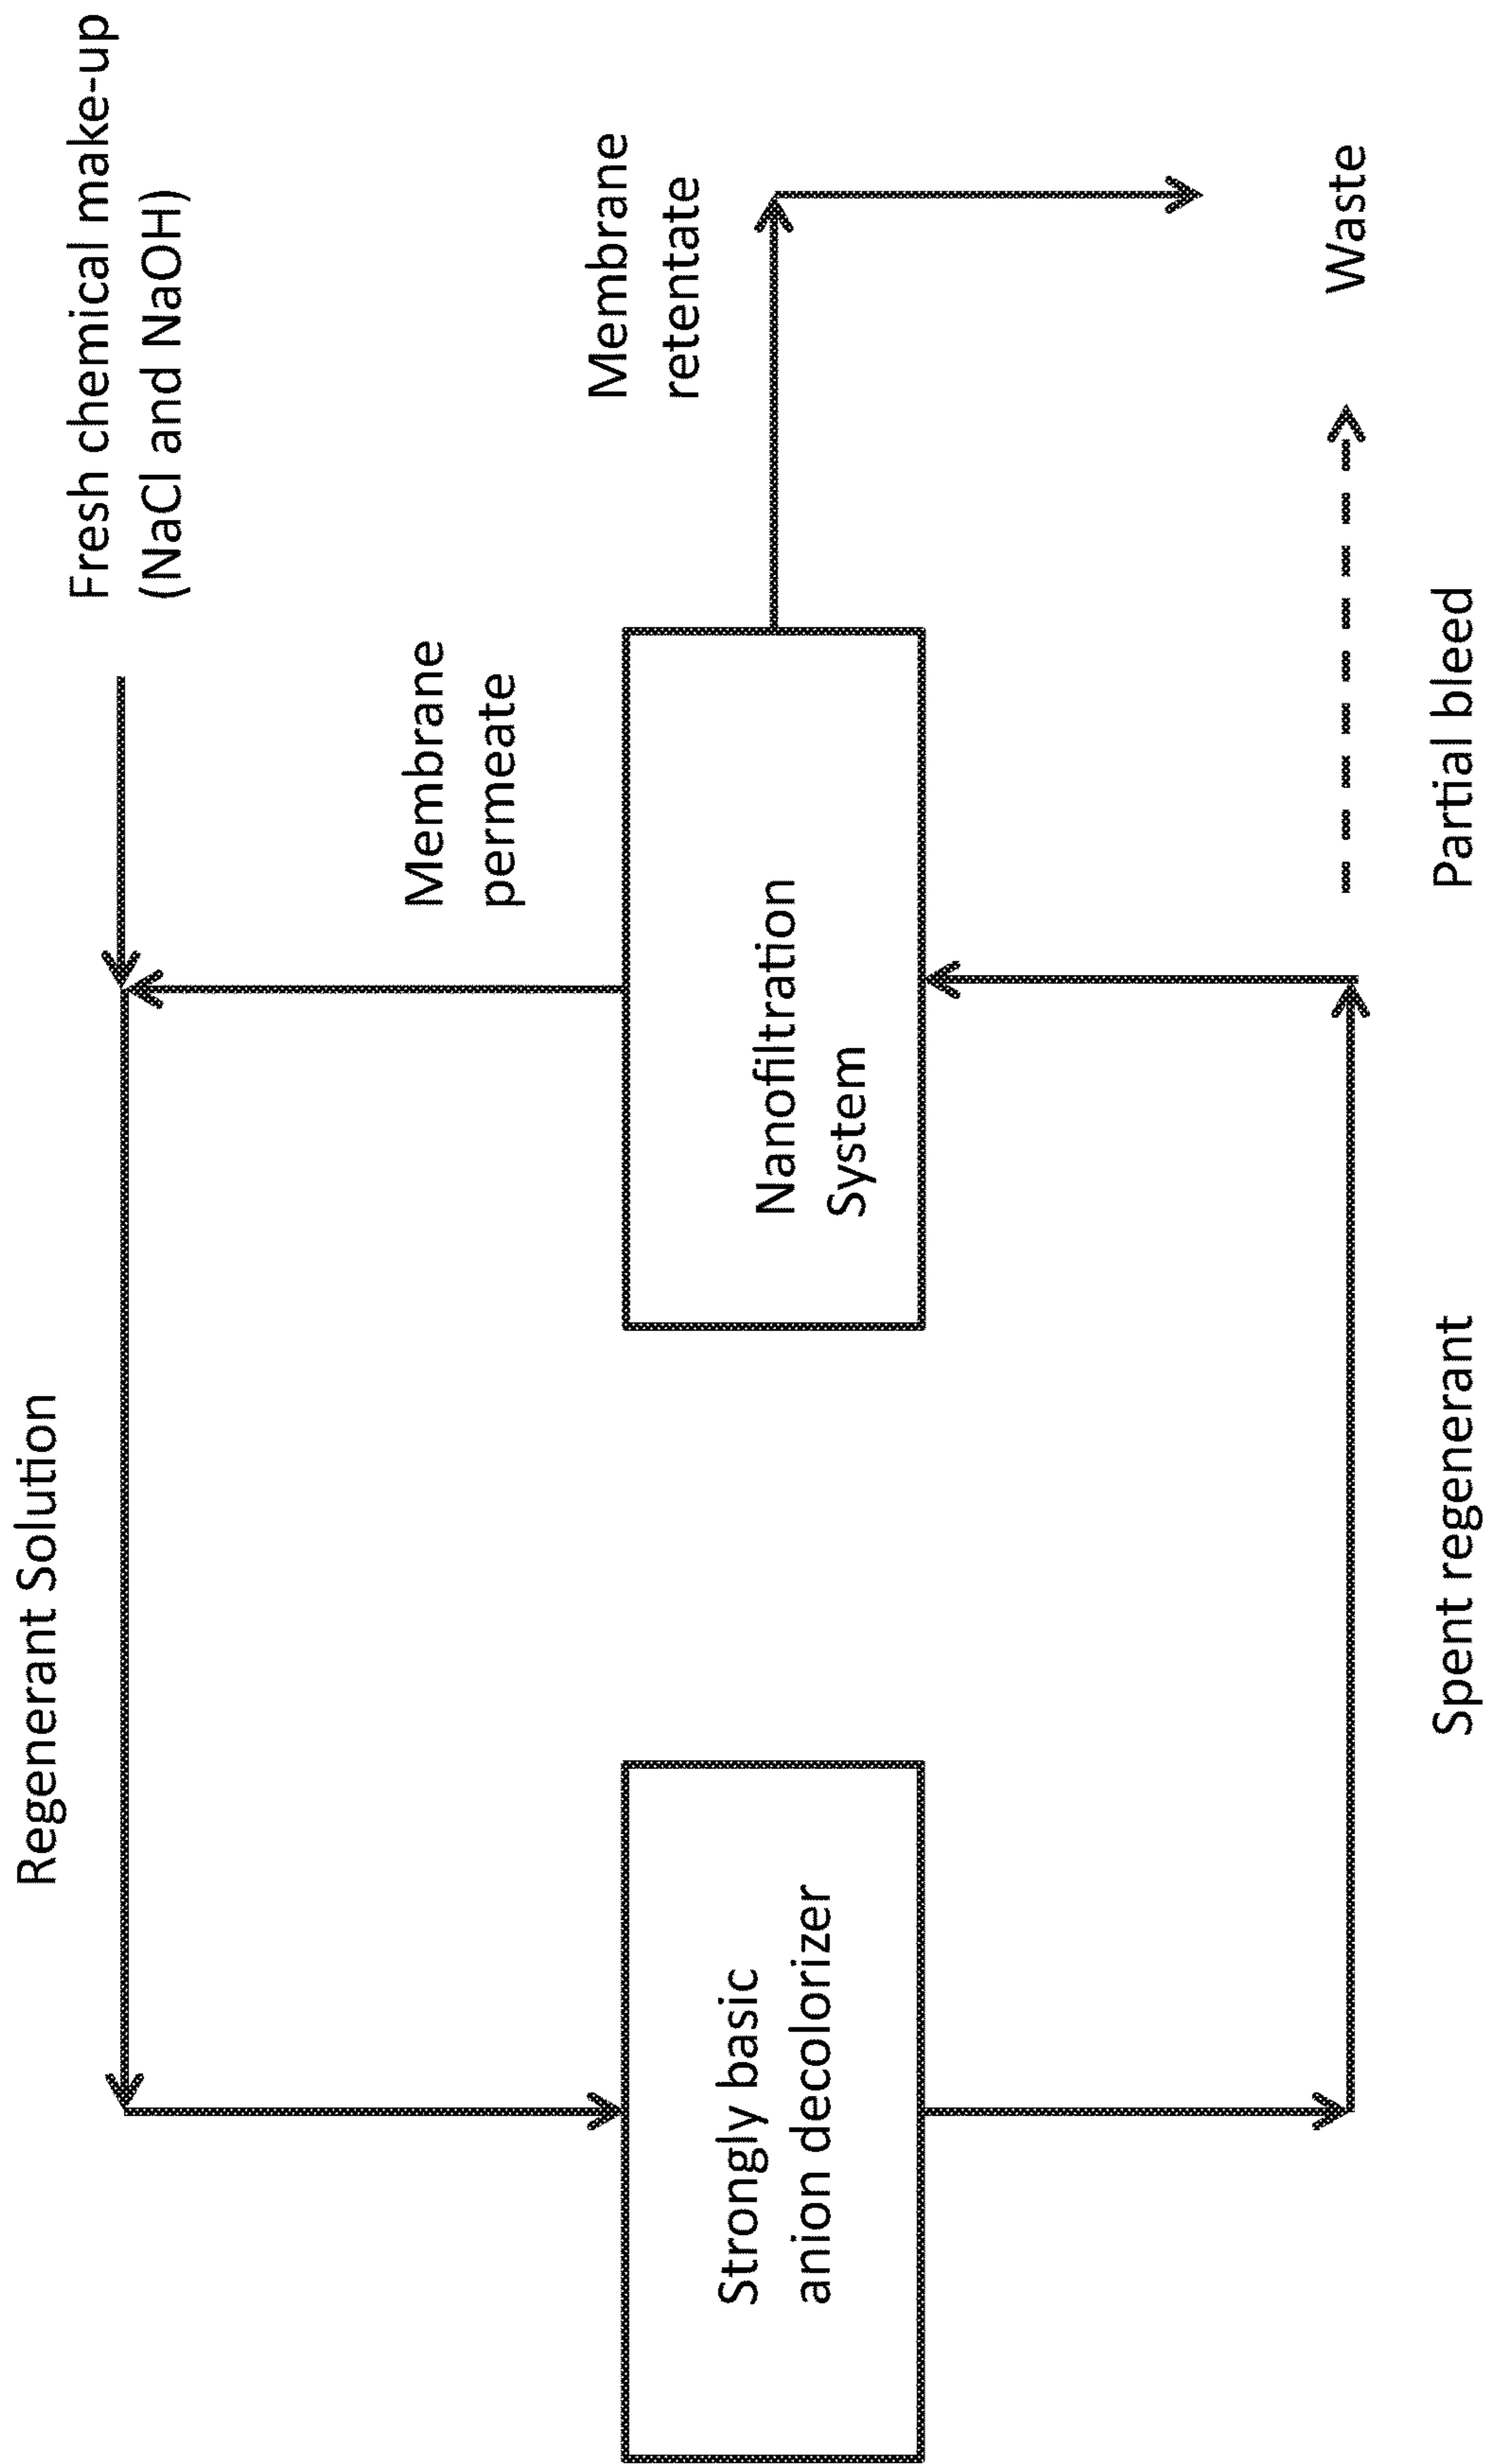 Regenerant Solution
Fresh chemical make-up
(NaCl and NaOH)
Membrane
permeate
Membrane
retentate
Strongly basic
anion decolorizer
Nanofiltration
System
Waste
Spent regenerant
Partial bleed